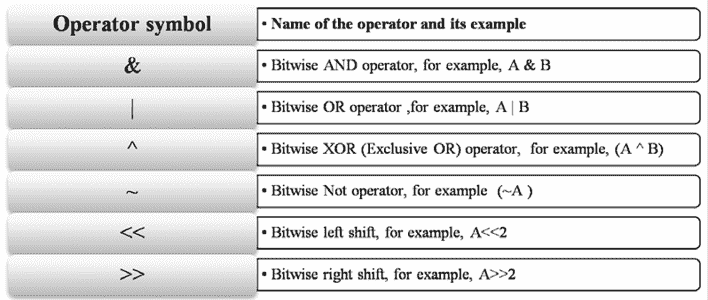 Operator symbol • Name of the operator and its example
& • Bitwise AND operator, for example, A & B
| • Bitwise OR operator ,for example, A | B
^ • Bitwise XOR (Exclusive OR) operator, for example, (A ^ B)
~ • Bitwise Not operator, for example (~A )
<< • Bitwise left shift, for example, A<<2
>> • Bitwise right shift, for example, A>>2